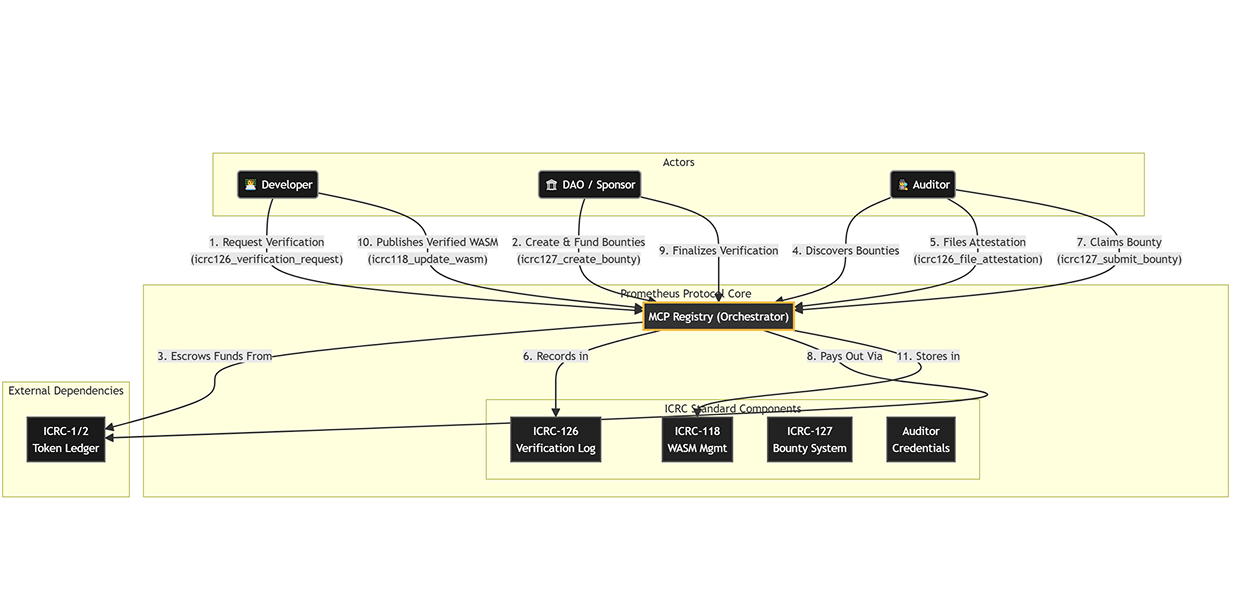 Actors
Developer
DAO / Sponsor
Auditor
1. Request Verification
(icrc126_verification_request)
10. Publishes Verified WASM
(icrc118_update_wasm)
2. Create & Fund Bounties
(icrc127_create_bounty)
9. Finalizes Verification
4. Discovers Bounties
5. Files Attestation
(icrc126_file_attestation)
7. Claims Bounty
(icrc127_submit_bounty)
Prometheus Protocol Core
MCP Registry (Orchestrator)
3. Escrows Funds From
6. Records in
8. Pays Out Via
11. Stores in
External Dependencies
ICRC-1/2
Token Ledger
ICRC Standard Components
ICRC-126
Verification Log
ICRC-118
WASM Mgmt
ICRC-127
Bounty System
Auditor
Credentials